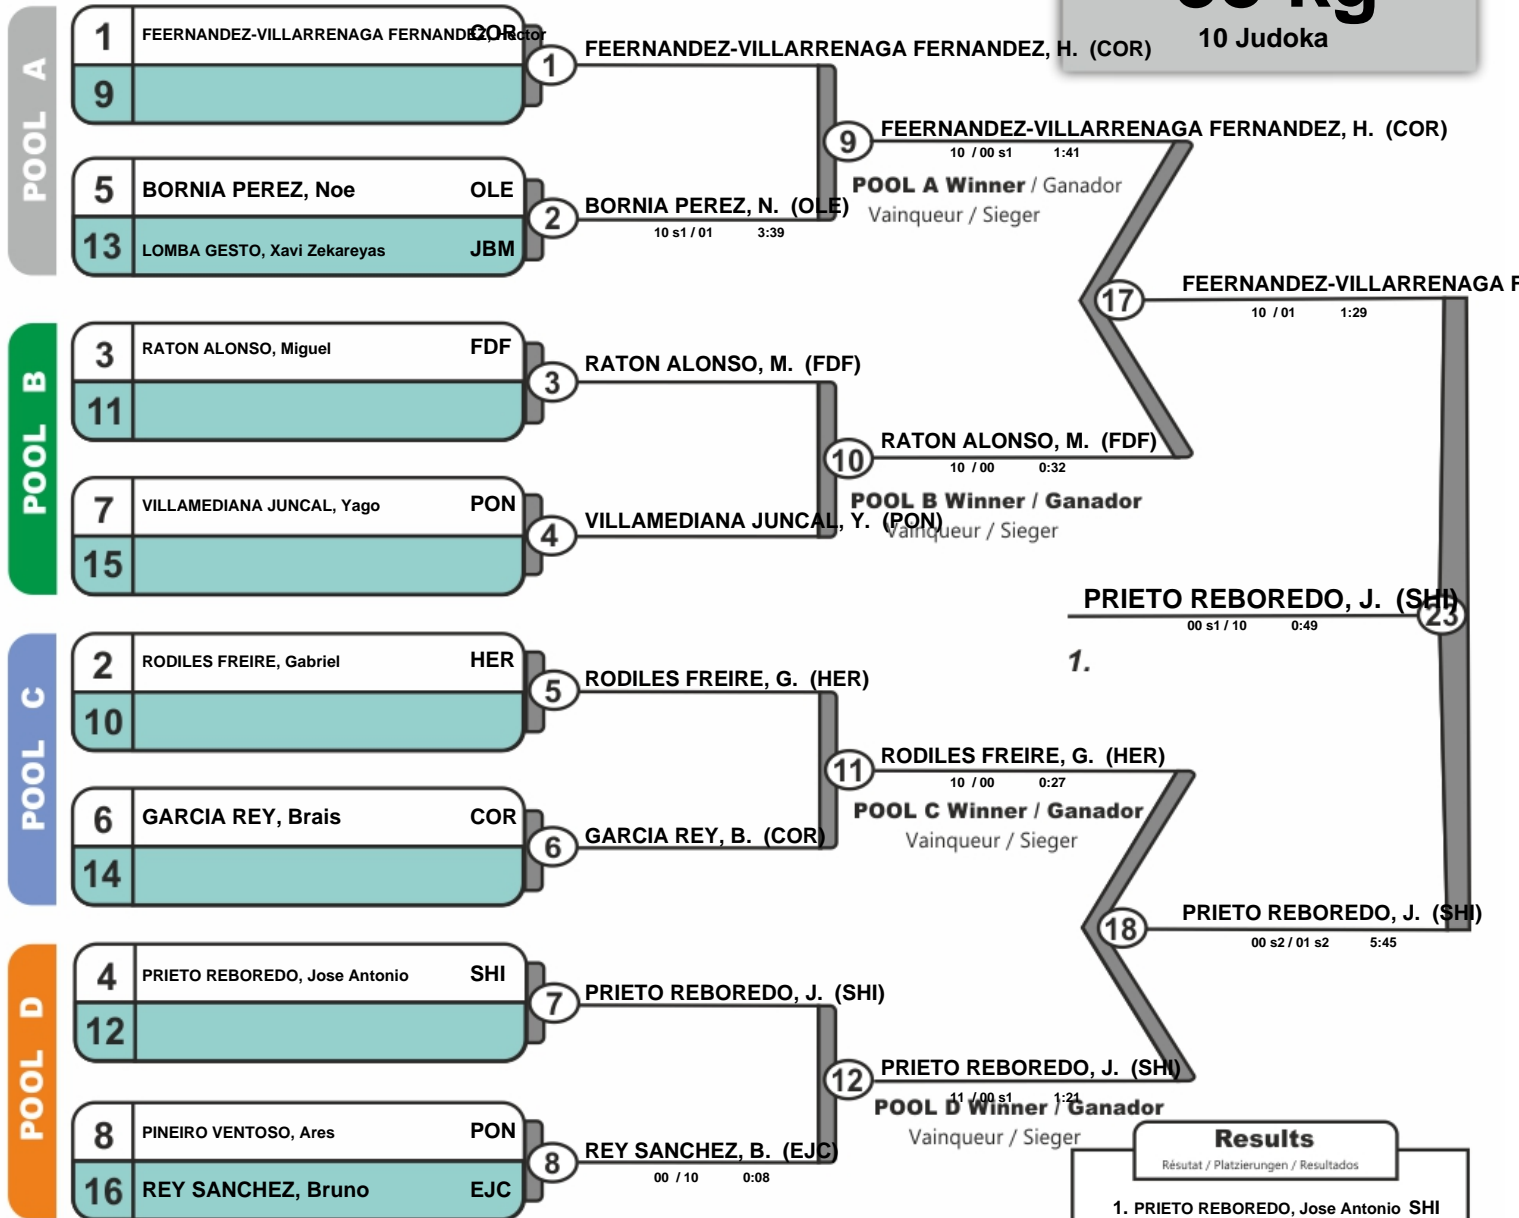 kg
10 Judoka
POOL A
1 FEERNANDEZ-VILLARRENAGA FERNANDEZ, Hector COR
9
1
FEERNANDEZ-VILLARRENAGA FERNANDEZ, H. (COR)
5 BORNIA PEREZ, Noe OLE
13 LOMBA GESTO, Xavi Zekareyas JBM
2
BORNIA PEREZ, N. (OLE)
10 s1 / 01 3:39
9
FEERNANDEZ-VILLARRENAGA FERNANDEZ, H. (COR)
10 / 00 s1 1:41
POOL A Winner / Ganador
Vainqueur / Sieger
POOL B
3 RATON ALONSO, Miguel FDF
11
3
RATON ALONSO, M. (FDF)
7 VILLAMEDIANA JUNCAL, Yago PON
15
4
VILLAMEDIANA JUNCAL, Y. (PON)
10
RATON ALONSO, M. (FDF)
10 / 00 0:32
POOL B Winner / Ganador
Vainqueur / Sieger
17
FEERNANDEZ-VILLARRENAGA F
10 / 01 1:29
PRIETO REBOREDO, J. (SHI)
23
00 s1 / 10 0:49
1.
POOL C
2 RODILES FREIRE, Gabriel HER
10
5
RODILES FREIRE, G. (HER)
6 GARCIA REY, Brais COR
14
6
GARCIA REY, B. (COR)
11
RODILES FREIRE, G. (HER)
10 / 00 0:27
POOL C Winner / Ganador
Vainqueur / Sieger
18
PRIETO REBOREDO, J. (SHI)
00 s2 / 01 s2 5:45
POOL D
4 PRIETO REBOREDO, Jose Antonio SHI
12
7
PRIETO REBOREDO, J. (SHI)
8 PINEIRO VENTOSO, Ares PON
16 REY SANCHEZ, Bruno EJC
8
REY SANCHEZ, B. (EJC)
00 / 10 0:08
12
PRIETO REBOREDO, J. (SHI)
11 / 00 s1 1:21
POOL D Winner / Ganador
Vainqueur / Sieger
Results
Résutat / Platzierungen / Resultados
1. PRIETO REBOREDO, Jose Antonio SHI